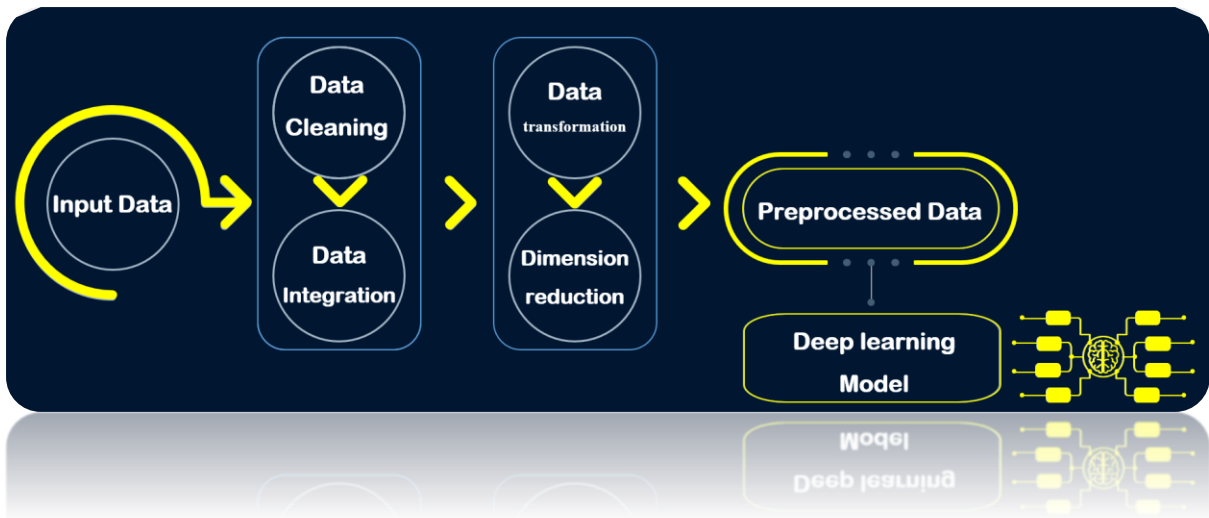 Input Data
Data
Cleaning
Data
Integration
Data
transformation
Dimension
reduction
Preprocessed Data
Deep learning
Model